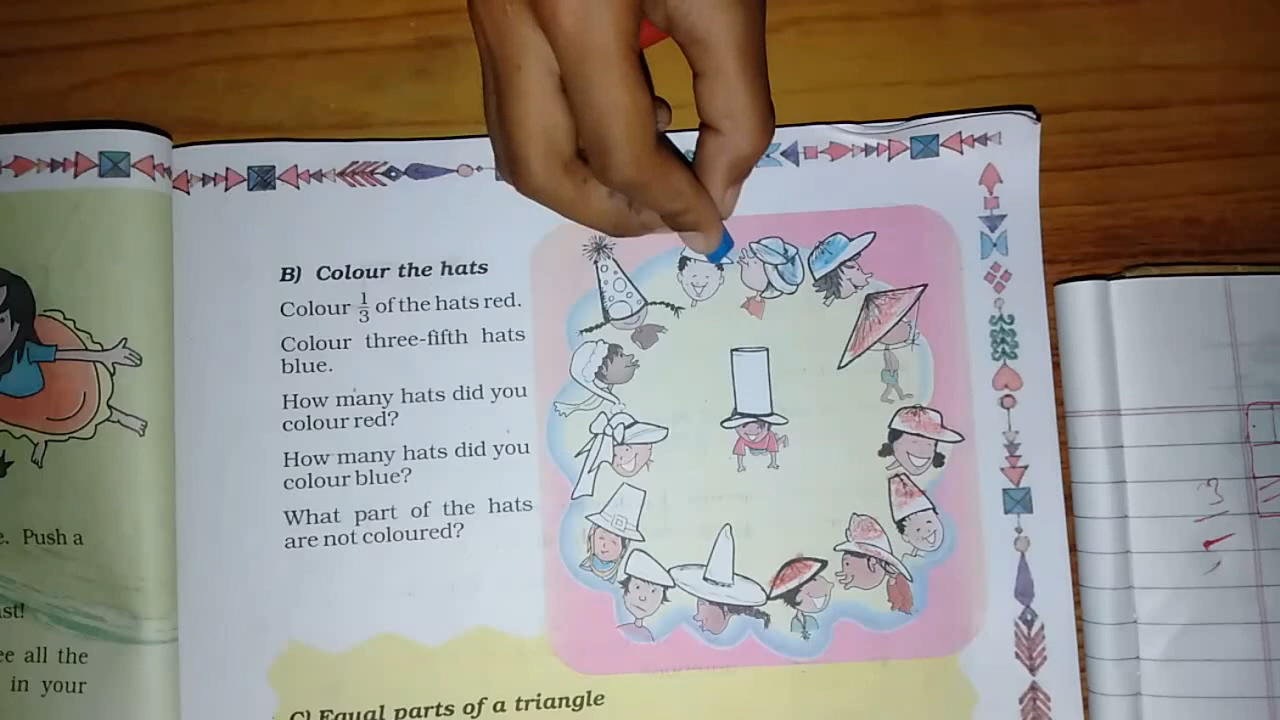 B) Colour the hats
Colour 1/3 of the hats red.
Colour three-fifth hats
blue.
How many hats did you
colour red?
How many hats did you
colour blue?
What part of the hats
are not coloured?
C) Equal parts of a triangle
. Push a
st!
ee all the
in your